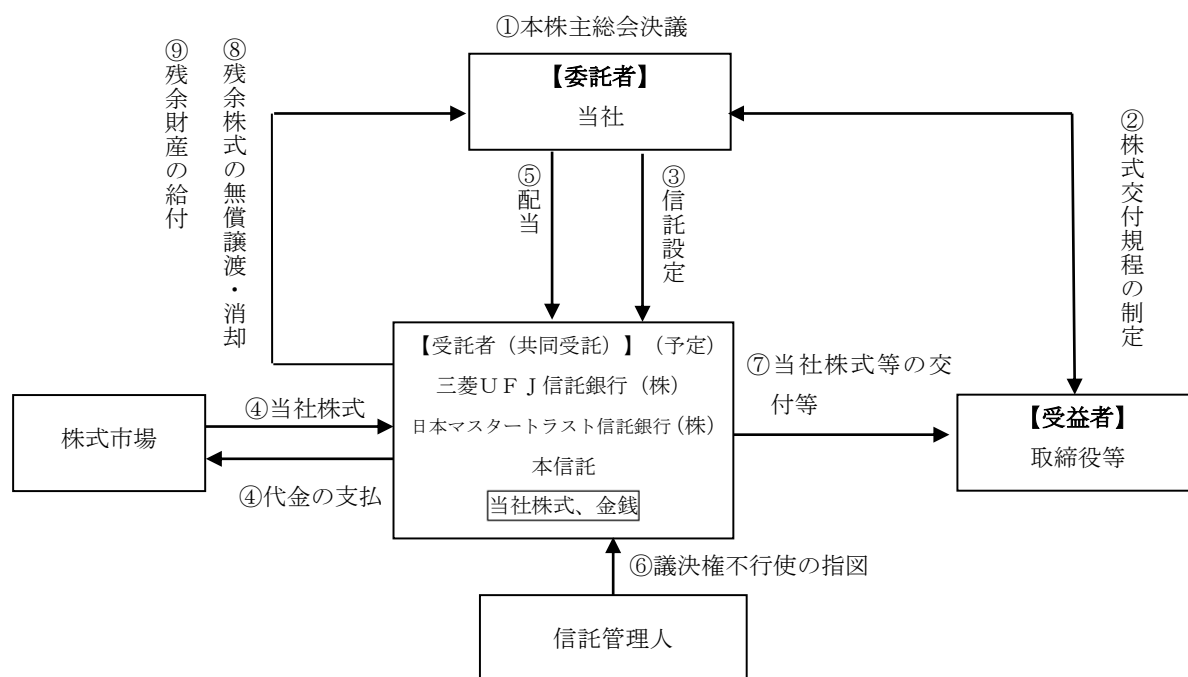 ①本株主総会決議
【委託者】
当社
⑨残余財産の給付
⑧残余株式の無償譲渡・消却
⑤配当
③信託設定
②株式交付規程の制定
【受託者（共同受託）】（予定）
三菱ＵＦＪ信託銀行（株）
日本マスタートラスト信託銀行（株）
本信託
当社株式、金銭
株式市場
④当社株式
④代金の支払
⑦当社株式等の交
付等
【受益者】
取締役等
⑥議決権不行使の指図
信託管理人